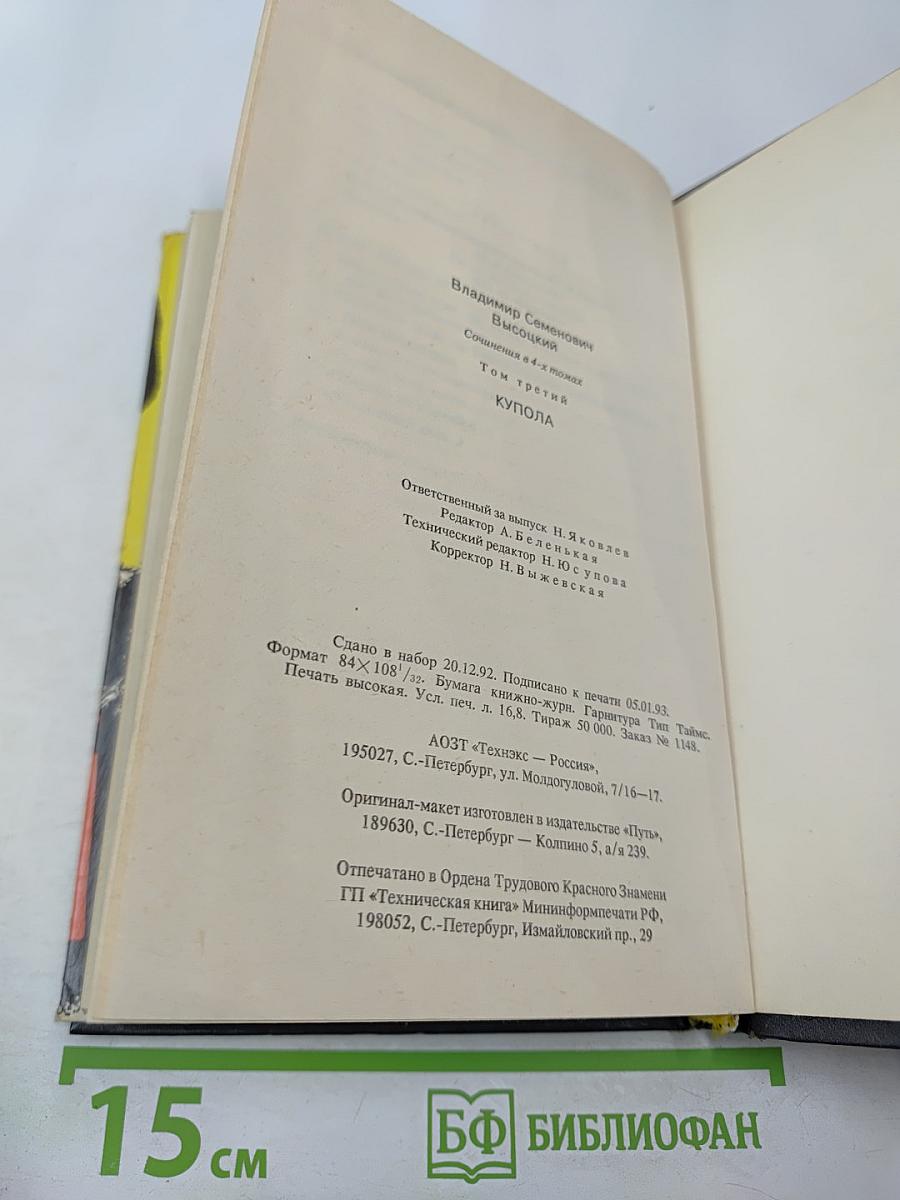 Владимир Семенович
Высоцкий
Сочинения в 4-х томах
Том третий
КУПОЛА
Ответственный за выпуск Н. Яковлев
Редактор А. Беленькая
Технический редактор Н. Юсупова
Корректор Н. Выжевская
Сдано в набор 20.12.92. Подписано к печати 05.01.93.
Формат 84×108¹/₃₂. Бумага книжно-журн. Гарнитура Тип Таймс.
Печать высокая. Усл. печ. л. 16,8. Тираж 50 000. Заказ № 1148.
АОЗТ «Технэкс — Россия»,
195027, С.-Петербург, ул. Молдогуловой, 7/16—17.
Оригинал-макет изготовлен в издательстве «Путь»,
189630, С.-Петербург — Колпино 5, а/я 239.
Отпечатано в Ордена Трудового Красного Знамени
ГП «Техническая книга» Мининформпечати РФ,
198052, С.-Петербург, Измайловский пр., 29
15 см
БФ БИБЛИОФАН